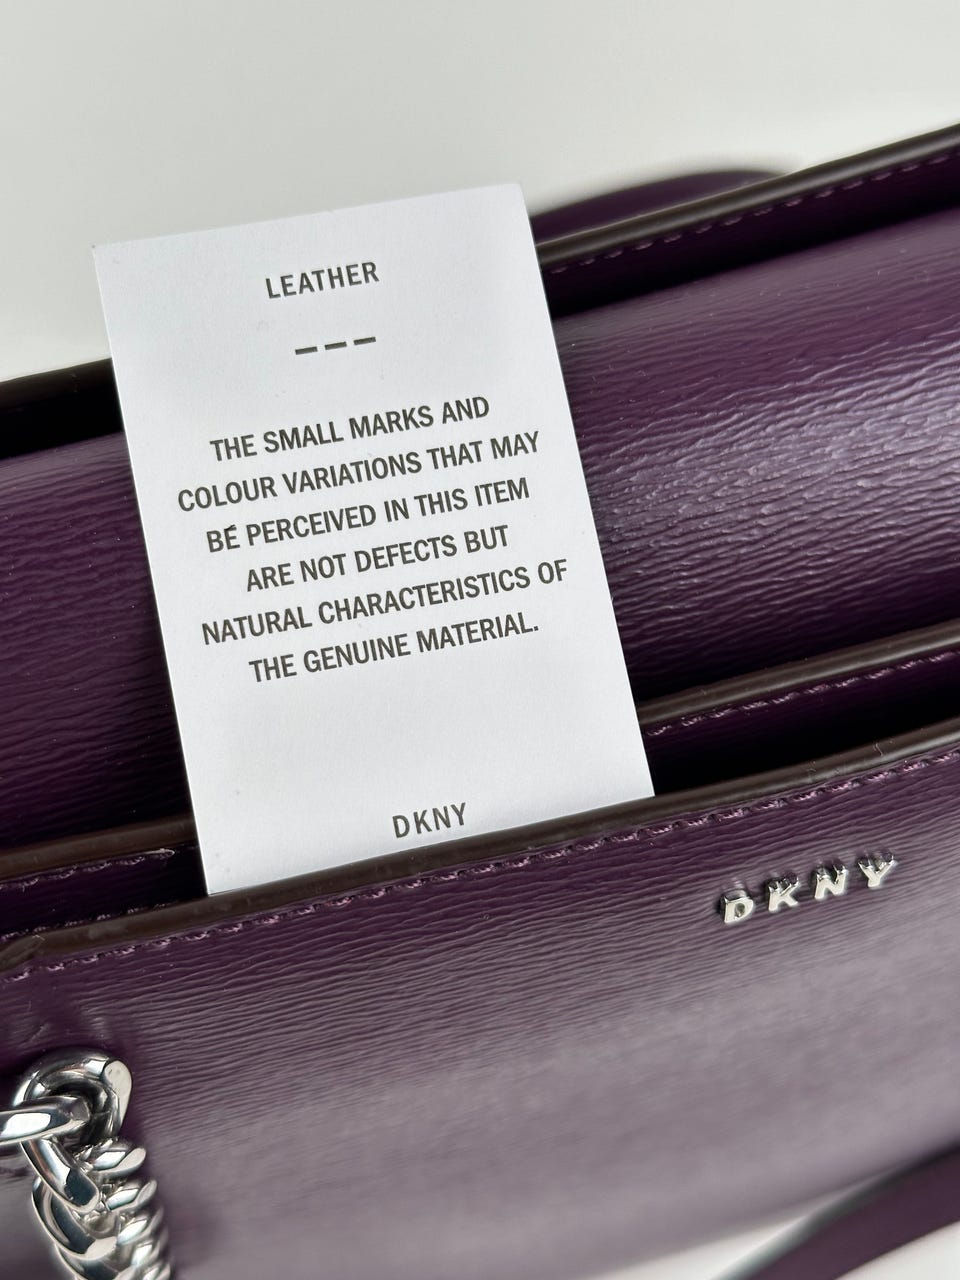 LEATHER
---
THE SMALL MARKS AND
COLOUR VARIATIONS THAT MAY
BÉ PERCEIVED IN THIS ITEM
ARE NOT DEFECTS BUT
NATURAL CHARACTERISTICS OF
THE GENUINE MATERIAL.
DKNY
DKNY